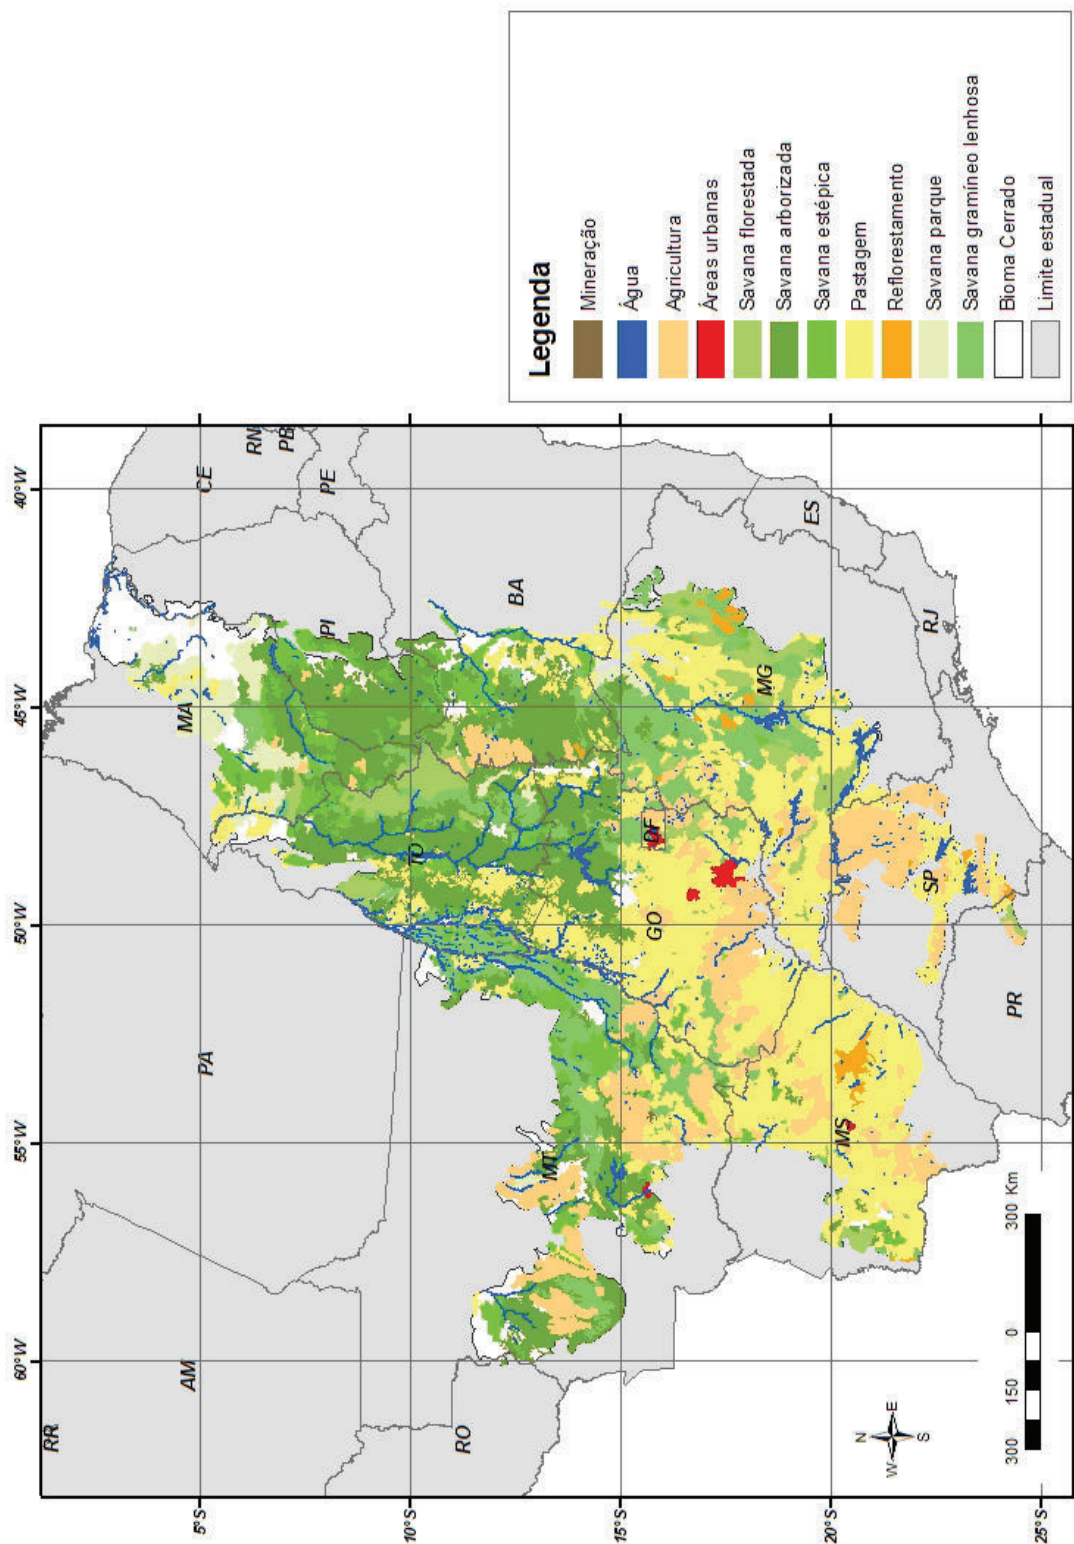 Legenda
Mineração
Água
Agricultura
Áreas urbanas
Savana florestada
Savana arborizada
Savana estépica
Pastagem
Reflorestamento
Savana parque
Savana gramíneo lenhosa
Bioma Cerrado
Limite estadual
60°W
55°W
50°W
45°W
40°W
5°S
10°S
15°S
20°S
25°S
RR
AM
PA
MA
CE
RN
PB
PE
PI
TO
RO
MT
BA
GO
DF
MG
ES
MS
SP
RJ
PR
N
W
E
S
300
150
0
300 Km